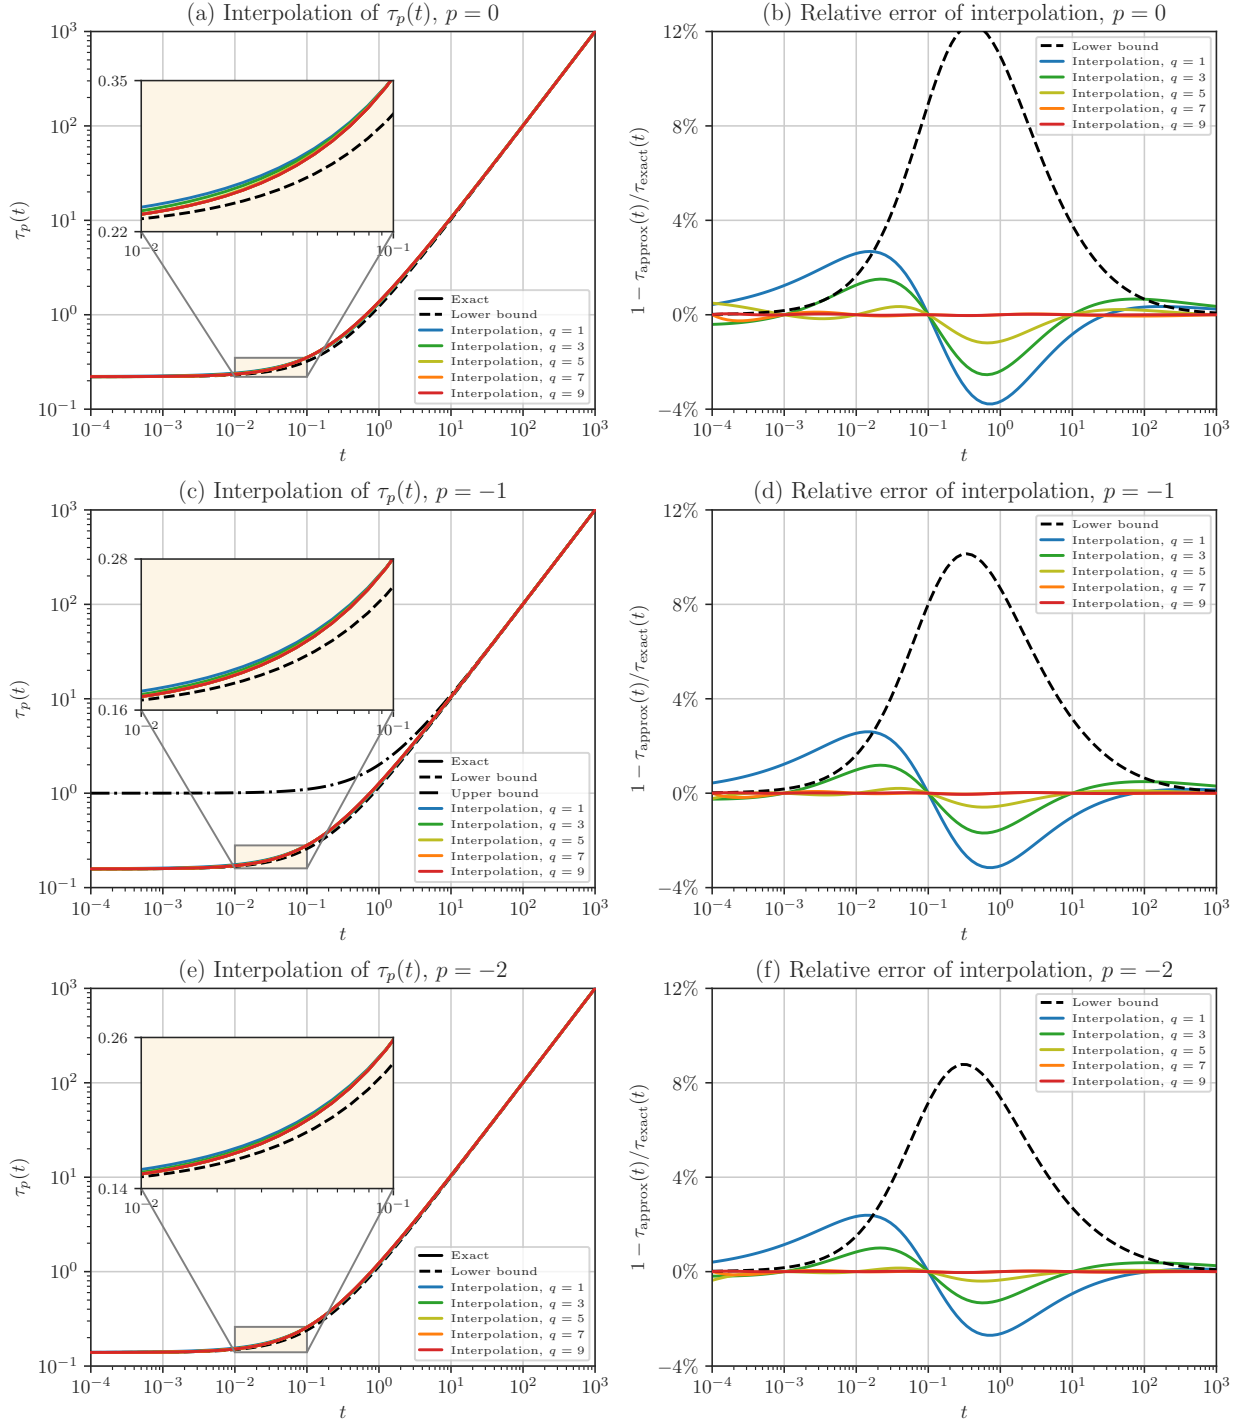 (a) Interpolation of τ_p(t), p = 0
10^3
10^2
10^1
10^0
10^−1
τ_p(t)
0.35
0.22
10^−2
10^−1
Exact
Lower bound
Interpolation, q = 1
Interpolation, q = 3
Interpolation, q = 5
Interpolation, q = 7
Interpolation, q = 9
10^−4 10^−3 10^−2 10^−1 10^0 10^1 10^2 10^3
t
(b) Relative error of interpolation, p = 0
12%
8%
4%
0%
−4%
1 − τ_approx(t)/τ_exact(t)
Lower bound
Interpolation, q = 1
Interpolation, q = 3
Interpolation, q = 5
Interpolation, q = 7
Interpolation, q = 9
10^−4 10^−3 10^−2 10^−1 10^0 10^1 10^2 10^3
t
(c) Interpolation of τ_p(t), p = −1
10^3
10^2
10^1
10^0
10^−1
τ_p(t)
0.28
0.16
10^−2
10^−1
Exact
Lower bound
Upper bound
Interpolation, q = 1
Interpolation, q = 3
Interpolation, q = 5
Interpolation, q = 7
Interpolation, q = 9
10^−4 10^−3 10^−2 10^−1 10^0 10^1 10^2 10^3
t
(d) Relative error of interpolation, p = −1
12%
8%
4%
0%
−4%
1 − τ_approx(t)/τ_exact(t)
Lower bound
Interpolation, q = 1
Interpolation, q = 3
Interpolation, q = 5
Interpolation, q = 7
Interpolation, q = 9
10^−4 10^−3 10^−2 10^−1 10^0 10^1 10^2 10^3
t
(e) Interpolation of τ_p(t), p = −2
10^3
10^2
10^1
10^0
10^−1
τ_p(t)
0.26
0.14
10^−2
10^−1
Exact
Lower bound
Interpolation, q = 1
Interpolation, q = 3
Interpolation, q = 5
Interpolation, q = 7
Interpolation, q = 9
10^−4 10^−3 10^−2 10^−1 10^0 10^1 10^2 10^3
t
(f) Relative error of interpolation, p = −2
12%
8%
4%
0%
−4%
1 − τ_approx(t)/τ_exact(t)
Lower bound
Interpolation, q = 1
Interpolation, q = 3
Interpolation, q = 5
Interpolation, q = 7
Interpolation, q = 9
10^−4 10^−3 10^−2 10^−1 10^0 10^1 10^2 10^3
t